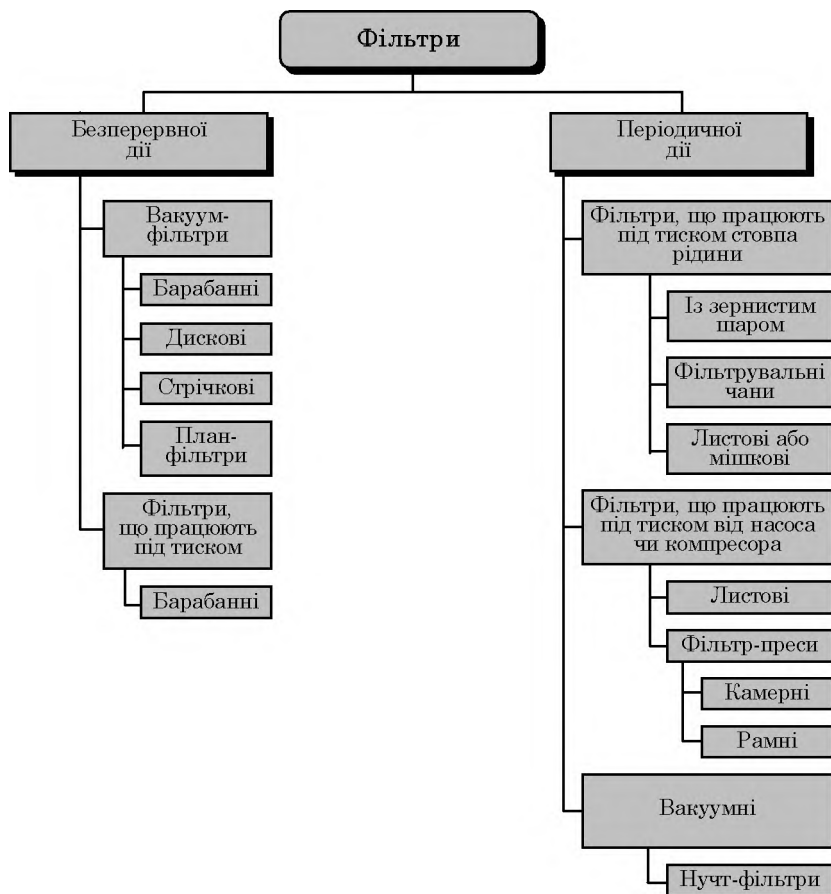 Фільтри
Безперервної
дії
Вакуум-
фільтри
Барабанні
Дискові
Стрічкові
План-
фільтри
Фільтри,
що працюють
під тиском
Барабанні
Періодичної
дії
Фільтри, що працюють
під тиском стовпа
рідини
Із зернистим
шаром
Фільтрувальні
чани
Листові або
мішкові
Фільтри, що працюють
під тиском від насоса
чи компресора
Листові
Фільтр-преси
Камерні
Рамні
Вакуумні
Нучт-фільтри